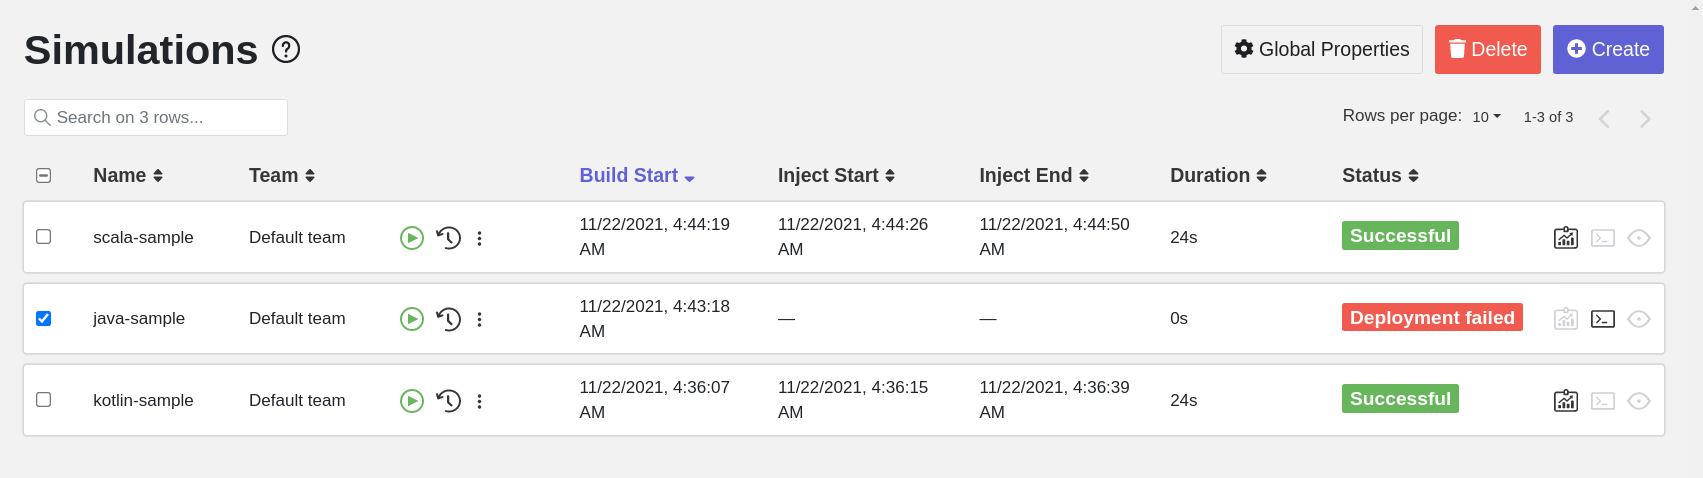 Simulations
Global Properties Delete Create
Search on 3 rows...
Rows per page: 10 1-3 of 3
Name Team Build Start Inject Start Inject End Duration Status
scala-sample Default team 11/22/2021, 4:44:19 AM 11/22/2021, 4:44:26 AM 11/22/2021, 4:44:50 AM 24s Successful
java-sample Default team 11/22/2021, 4:43:18 AM — — 0s Deployment failed
kotlin-sample Default team 11/22/2021, 4:36:07 AM 11/22/2021, 4:36:15 AM 11/22/2021, 4:36:39 AM 24s Successful